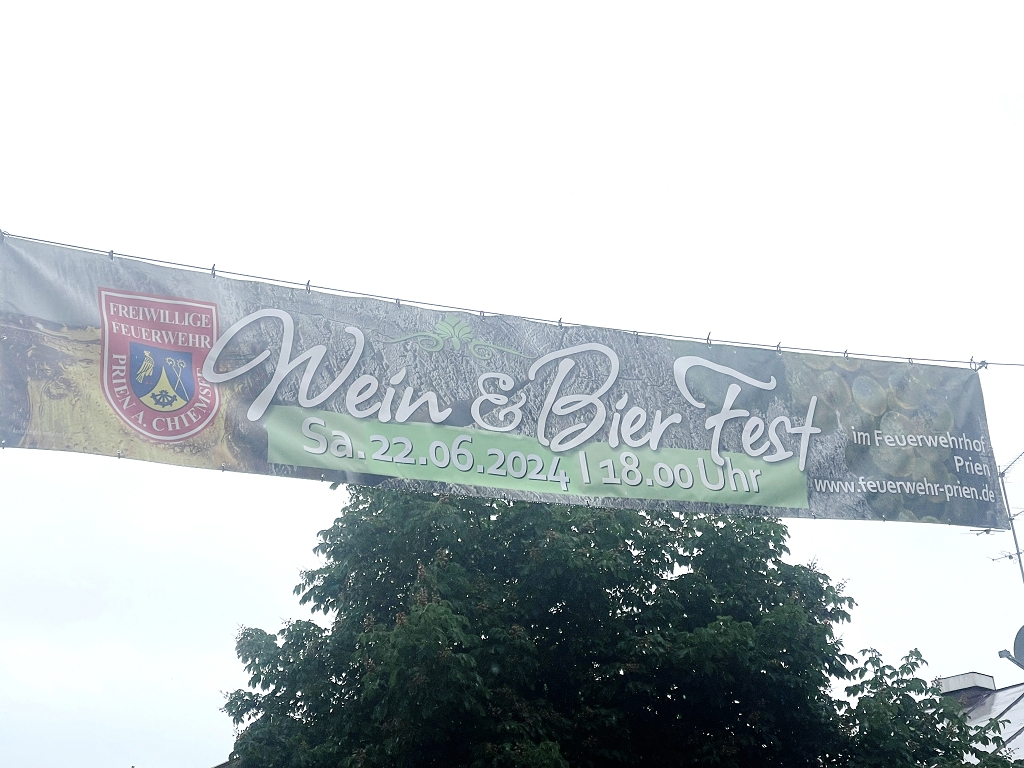 FREIWILLIGE
FEUERWEHR
PRIEN A. CHIEMSEE
Wein & Bier Fest
Sa. 22.06.2024 | 18.00 Uhr
im Feuerwehrhof
Prien
www.feuerwehr-prien.de